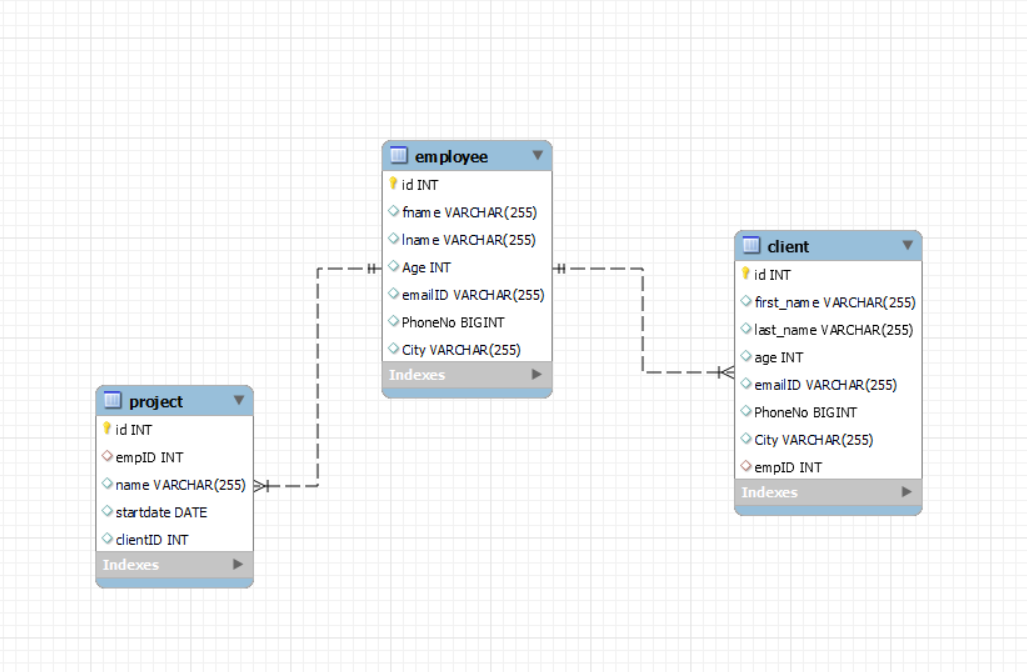 employee
id INT
fname VARCHAR(255)
lname VARCHAR(255)
Age INT
emailID VARCHAR(255)
PhoneNo BIGINT
City VARCHAR(255)
Indexes
client
id INT
first_name VARCHAR(255)
last_name VARCHAR(255)
age INT
emailID VARCHAR(255)
PhoneNo BIGINT
City VARCHAR(255)
empID INT
Indexes
project
id INT
empID INT
name VARCHAR(255)
startdate DATE
clientID INT
Indexes